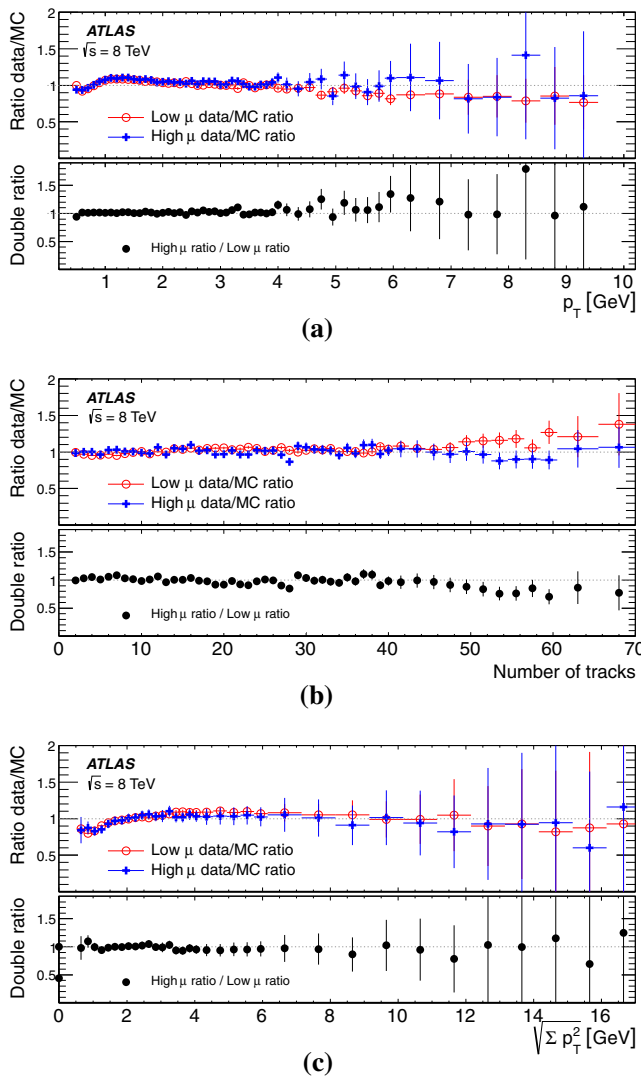 2
ATLAS
√s = 8 TeV
1.5
1
Low μ data/MC ratio
0.5
High μ data/MC ratio
Ratio data/MC
1.5
1
0.5
High μ ratio / Low μ ratio
Double ratio
1 2 3 4 5 6 7 8 9 10
p_T [GeV]
(a)
2
ATLAS
√s = 8 TeV
1.5
1
Low μ data/MC ratio
0.5
High μ data/MC ratio
Ratio data/MC
1.5
1
0.5
High μ ratio / Low μ ratio
Double ratio
0 10 20 30 40 50 60 70
Number of tracks
(b)
2
ATLAS
√s = 8 TeV
1.5
1
Low μ data/MC ratio
0.5
High μ data/MC ratio
Ratio data/MC
1.5
1
0.5
High μ ratio / Low μ ratio
Double ratio
0 2 4 6 8 10 12 14 16
√Σ p_T^2 [GeV]
(c)